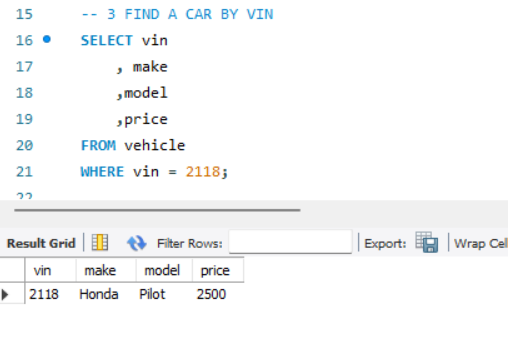 15 -- 3 FIND A CAR BY VIN
16 SELECT vin
17 , make
18 ,model
19 ,price
20 FROM vehicle
21 WHERE vin = 2118;
22
Result Grid Filter Rows: Export: Wrap Cel
vin make model price
2118 Honda Pilot 2500